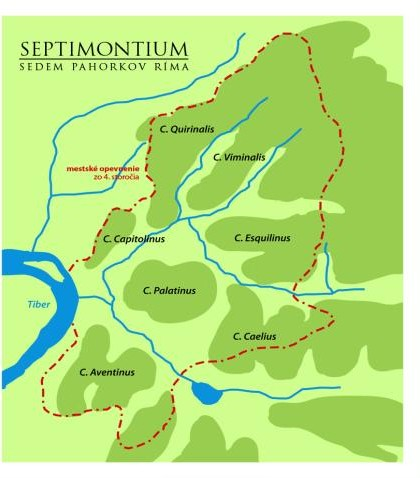 SEPTIMONTIUM
SEDEM PAHORKOV RÍMA
C. Quirinalis
C. Viminalis
mestské opevnenie
zo 4. storočia
C. Capitolinus
C. Esquilinus
C. Palatinus
Tiber
C. Caelius
C. Aventinus